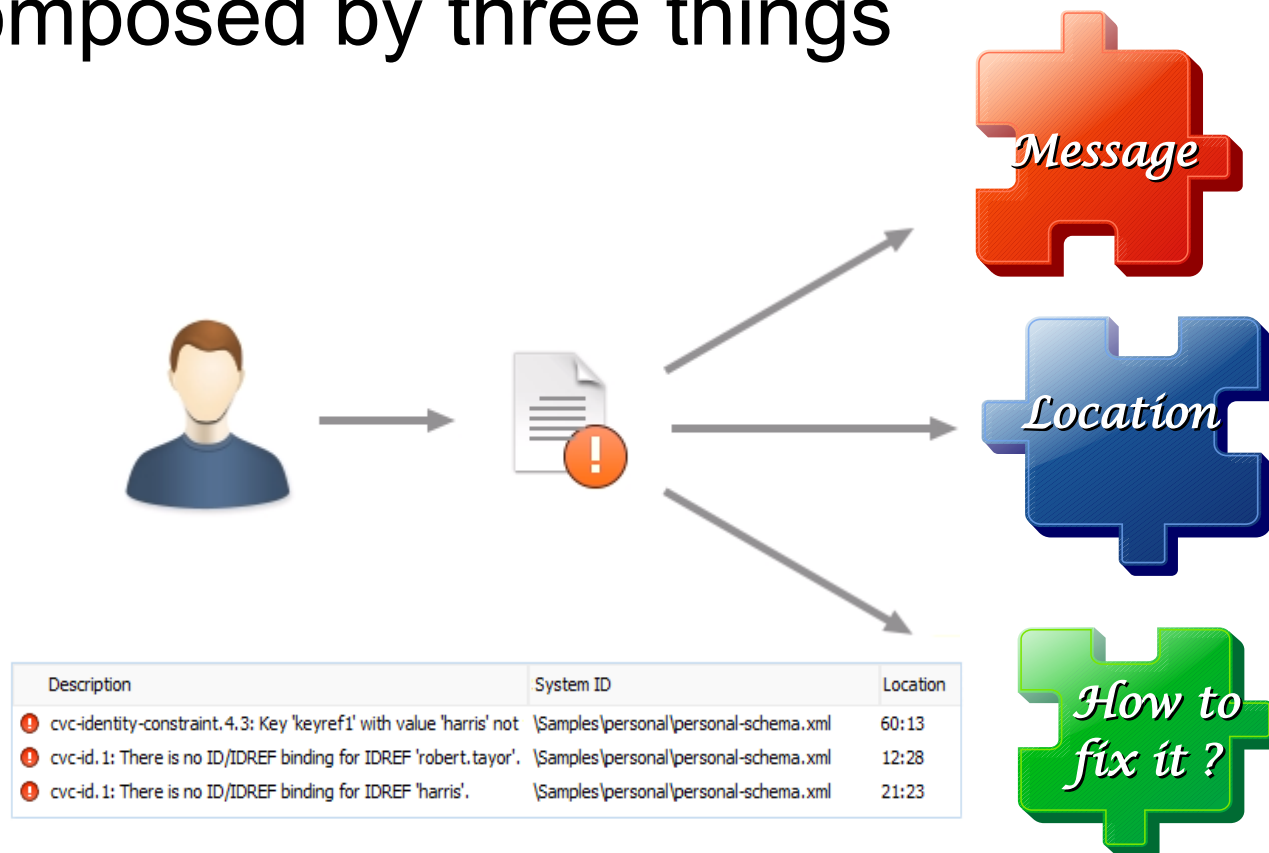 by three things
Message
Location
How to
fix it ?
Description System ID Location
cvc-identity-constraint.4.3: Key 'keyref1' with value 'harris' not \Samples\personal\personal-schema.xml 60:13
cvc-id.1: There is no ID/IDREF binding for IDREF 'robert.tayor'. \Samples\personal\personal-schema.xml 12:28
cvc-id.1: There is no ID/IDREF binding for IDREF 'harris'. \Samples\personal\personal-schema.xml 21:23